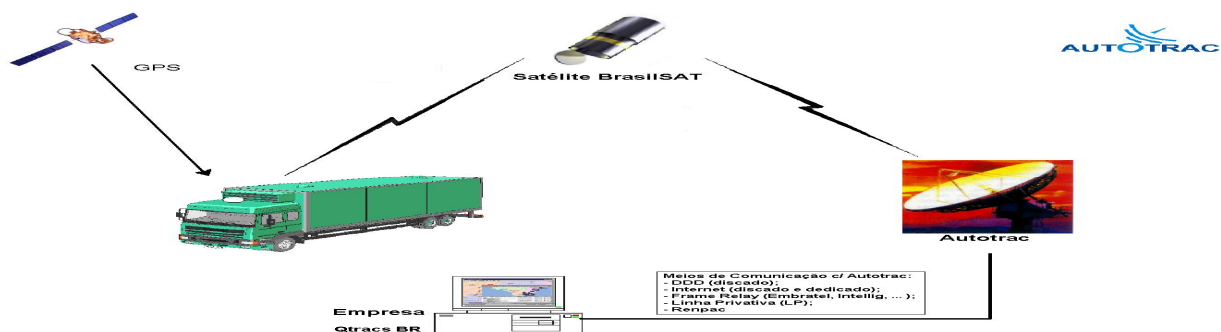 GPS
Satélite BrasilSAT
AUTOTRAC
Autotrac
Meios de Comunicação c/ Autotrac:
- DDD (discado);
- Internet (discado e dedicado);
- Frame Relay (Embratel, Intellig, ... );
- Linha Privativa (LP);
- Renpac
Empresa
Qtracs BR